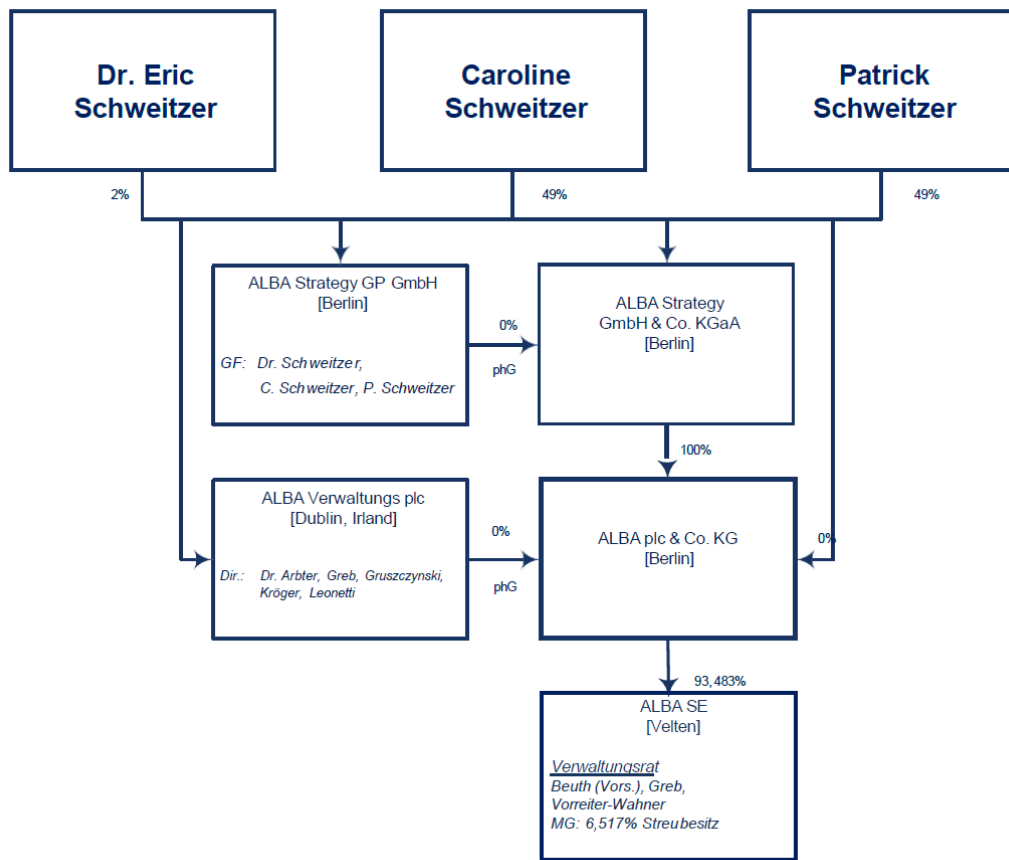 Dr. Eric
Schweitzer
Caroline
Schweitzer
Patrick
Schweitzer
2%
49%
49%
ALBA Strategy GP GmbH
[Berlin]
GF: Dr. Schweitzer,
C. Schweitzer, P. Schweitzer
0%
phG
ALBA Strategy
GmbH & Co. KGaA
[Berlin]
100%
ALBA Verwaltungs plc
[Dublin, Irland]
Dir.: Dr. Arbter, Greb, Gruszczynski,
Kröger, Leonetti
0%
phG
ALBA plc & Co. KG
[Berlin]
0%
93,483%
ALBA SE
[Velten]
Verwaltungsrat
Beuth (Vors.), Greb,
Vorreiter-Wahner
MG: 6,517% Streubesitz